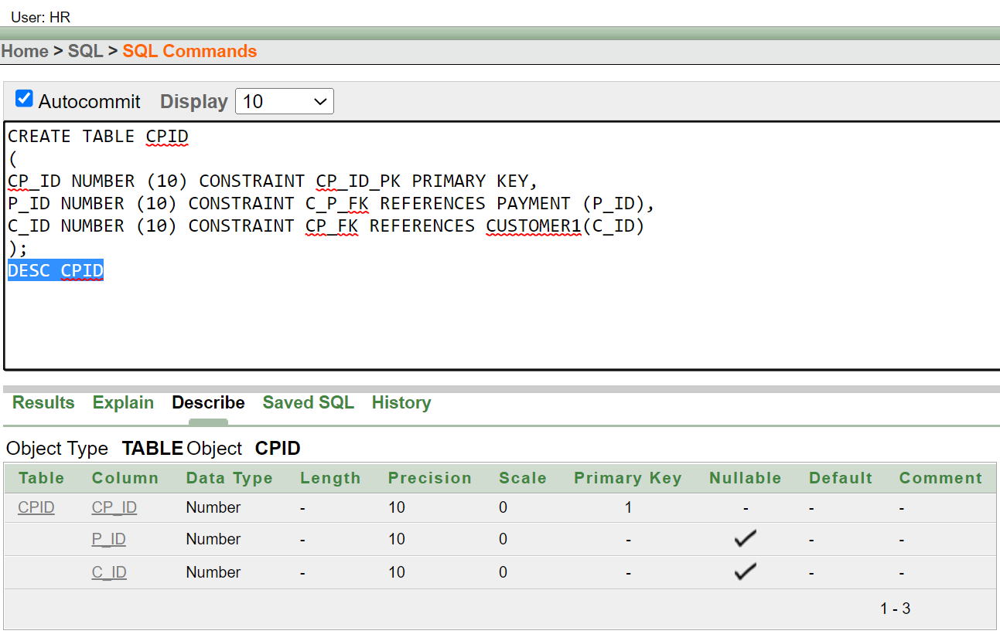 User: HR
Home > SQL > SQL Commands
Autocommit Display 10
CREATE TABLE CPID
(
CP_ID NUMBER (10) CONSTRAINT CP_ID_PK PRIMARY KEY,
P_ID NUMBER (10) CONSTRAINT C_P_FK REFERENCES PAYMENT (P_ID),
C_ID NUMBER (10) CONSTRAINT CP_FK REFERENCES CUSTOMER1(C_ID)
);
DESC CPID
Results Explain Describe Saved SQL History
Object Type TABLE Object CPID
Table Column Data Type Length Precision Scale Primary Key Nullable Default Comment
CPID CP_ID Number - 10 0 1 - - -
P_ID Number - 10 0 - - -
C_ID Number - 10 0 - - -
1 - 3